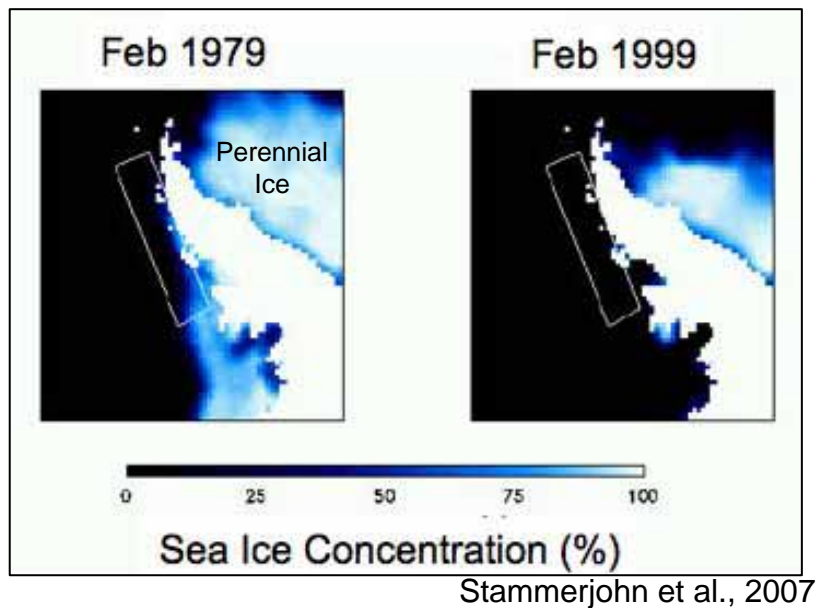 Feb 1979
Feb 1999
Perennial
Ice
0 25 50 75 100
Sea Ice Concentration (%)
Stammerjohn et al., 2007